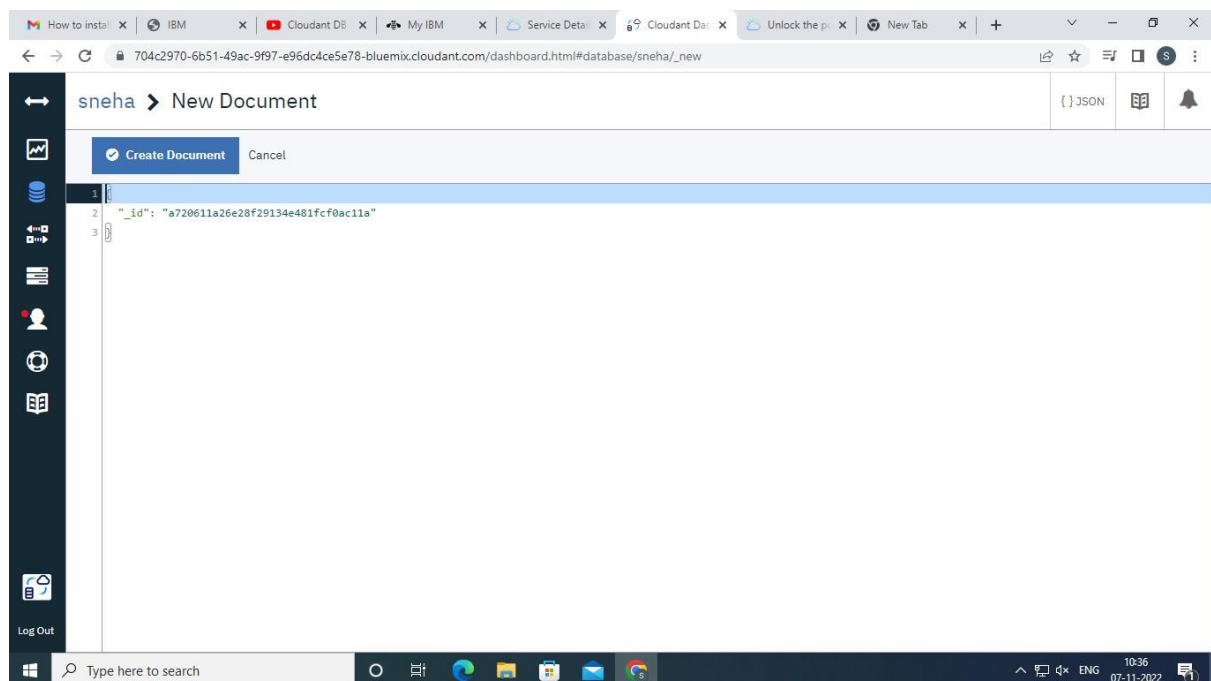 How to instal
IBM
Cloudant DB
My IBM
Service Detail
Cloudant Das
Unlock the po
New Tab
704c2970-6b51-49ac-9f97-e96dc4ce5e78-bluemix.cloudant.com/dashboard.html#database/sneha/_new
S
sneha > New Document
{ } JSON
Create Document
Cancel
1 {
2 "_id": "a720611a26e28f29134e481fcf0ac11a"
3 }
Log Out
Type here to search
ENG
10:36
07-11-2022